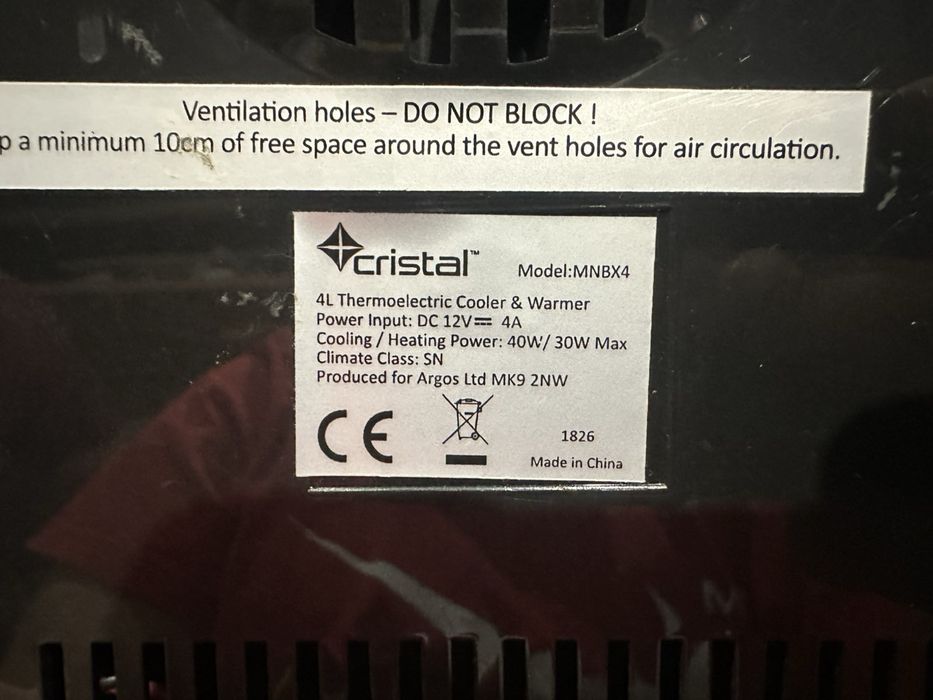 Ventilation holes – DO NOT BLOCK !
p a minimum 10cm of free space around the vent holes for air circulation.
cristal™
Model:MNBX4
4L Thermoelectric Cooler & Warmer
Power Input: DC 12V⎓ 4A
Cooling / Heating Power: 40W/ 30W Max
Climate Class: SN
Produced for Argos Ltd MK9 2NW
CE
1826
Made in China